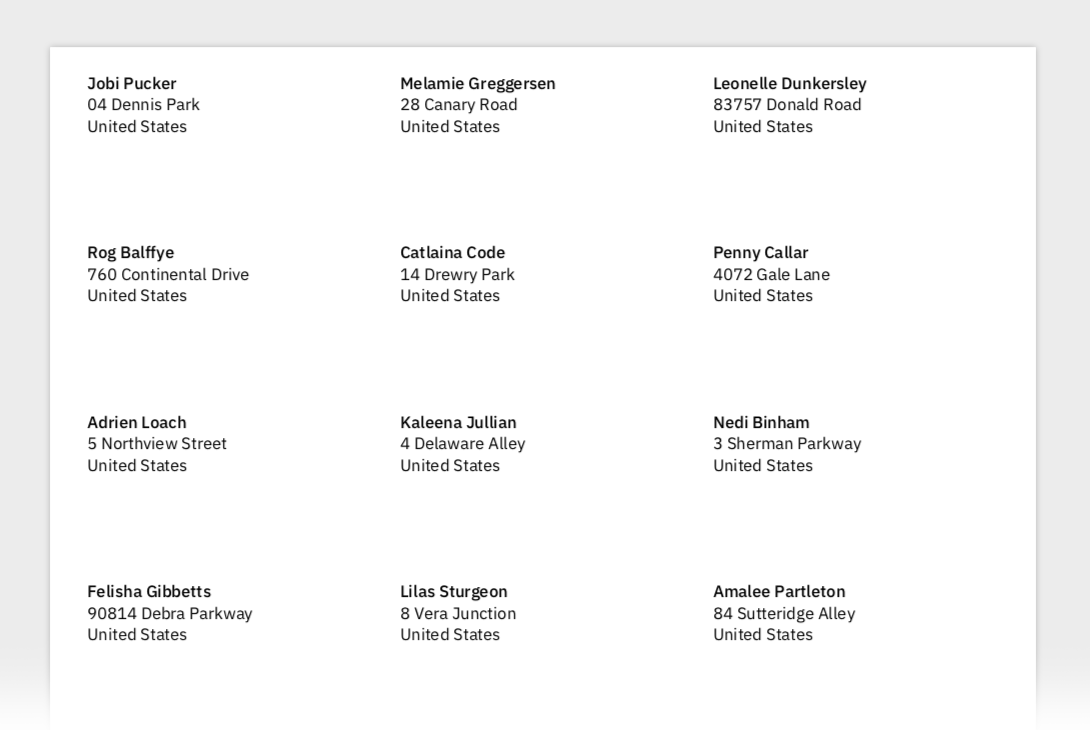 Jobi Pucker
04 Dennis Park
United States
Melamie Greggersen
28 Canary Road
United States
Leonelle Dunkersley
83757 Donald Road
United States
Rog Balffye
760 Continental Drive
United States
Catlaina Code
14 Drewry Park
United States
Penny Callar
4072 Gale Lane
United States
Adrien Loach
5 Northview Street
United States
Kaleena Jullian
4 Delaware Alley
United States
Nedi Binham
3 Sherman Parkway
United States
Felisha Gibbetts
90814 Debra Parkway
United States
Lilas Sturgeon
8 Vera Junction
United States
Amalee Partleton
84 Sutteridge Alley
United States